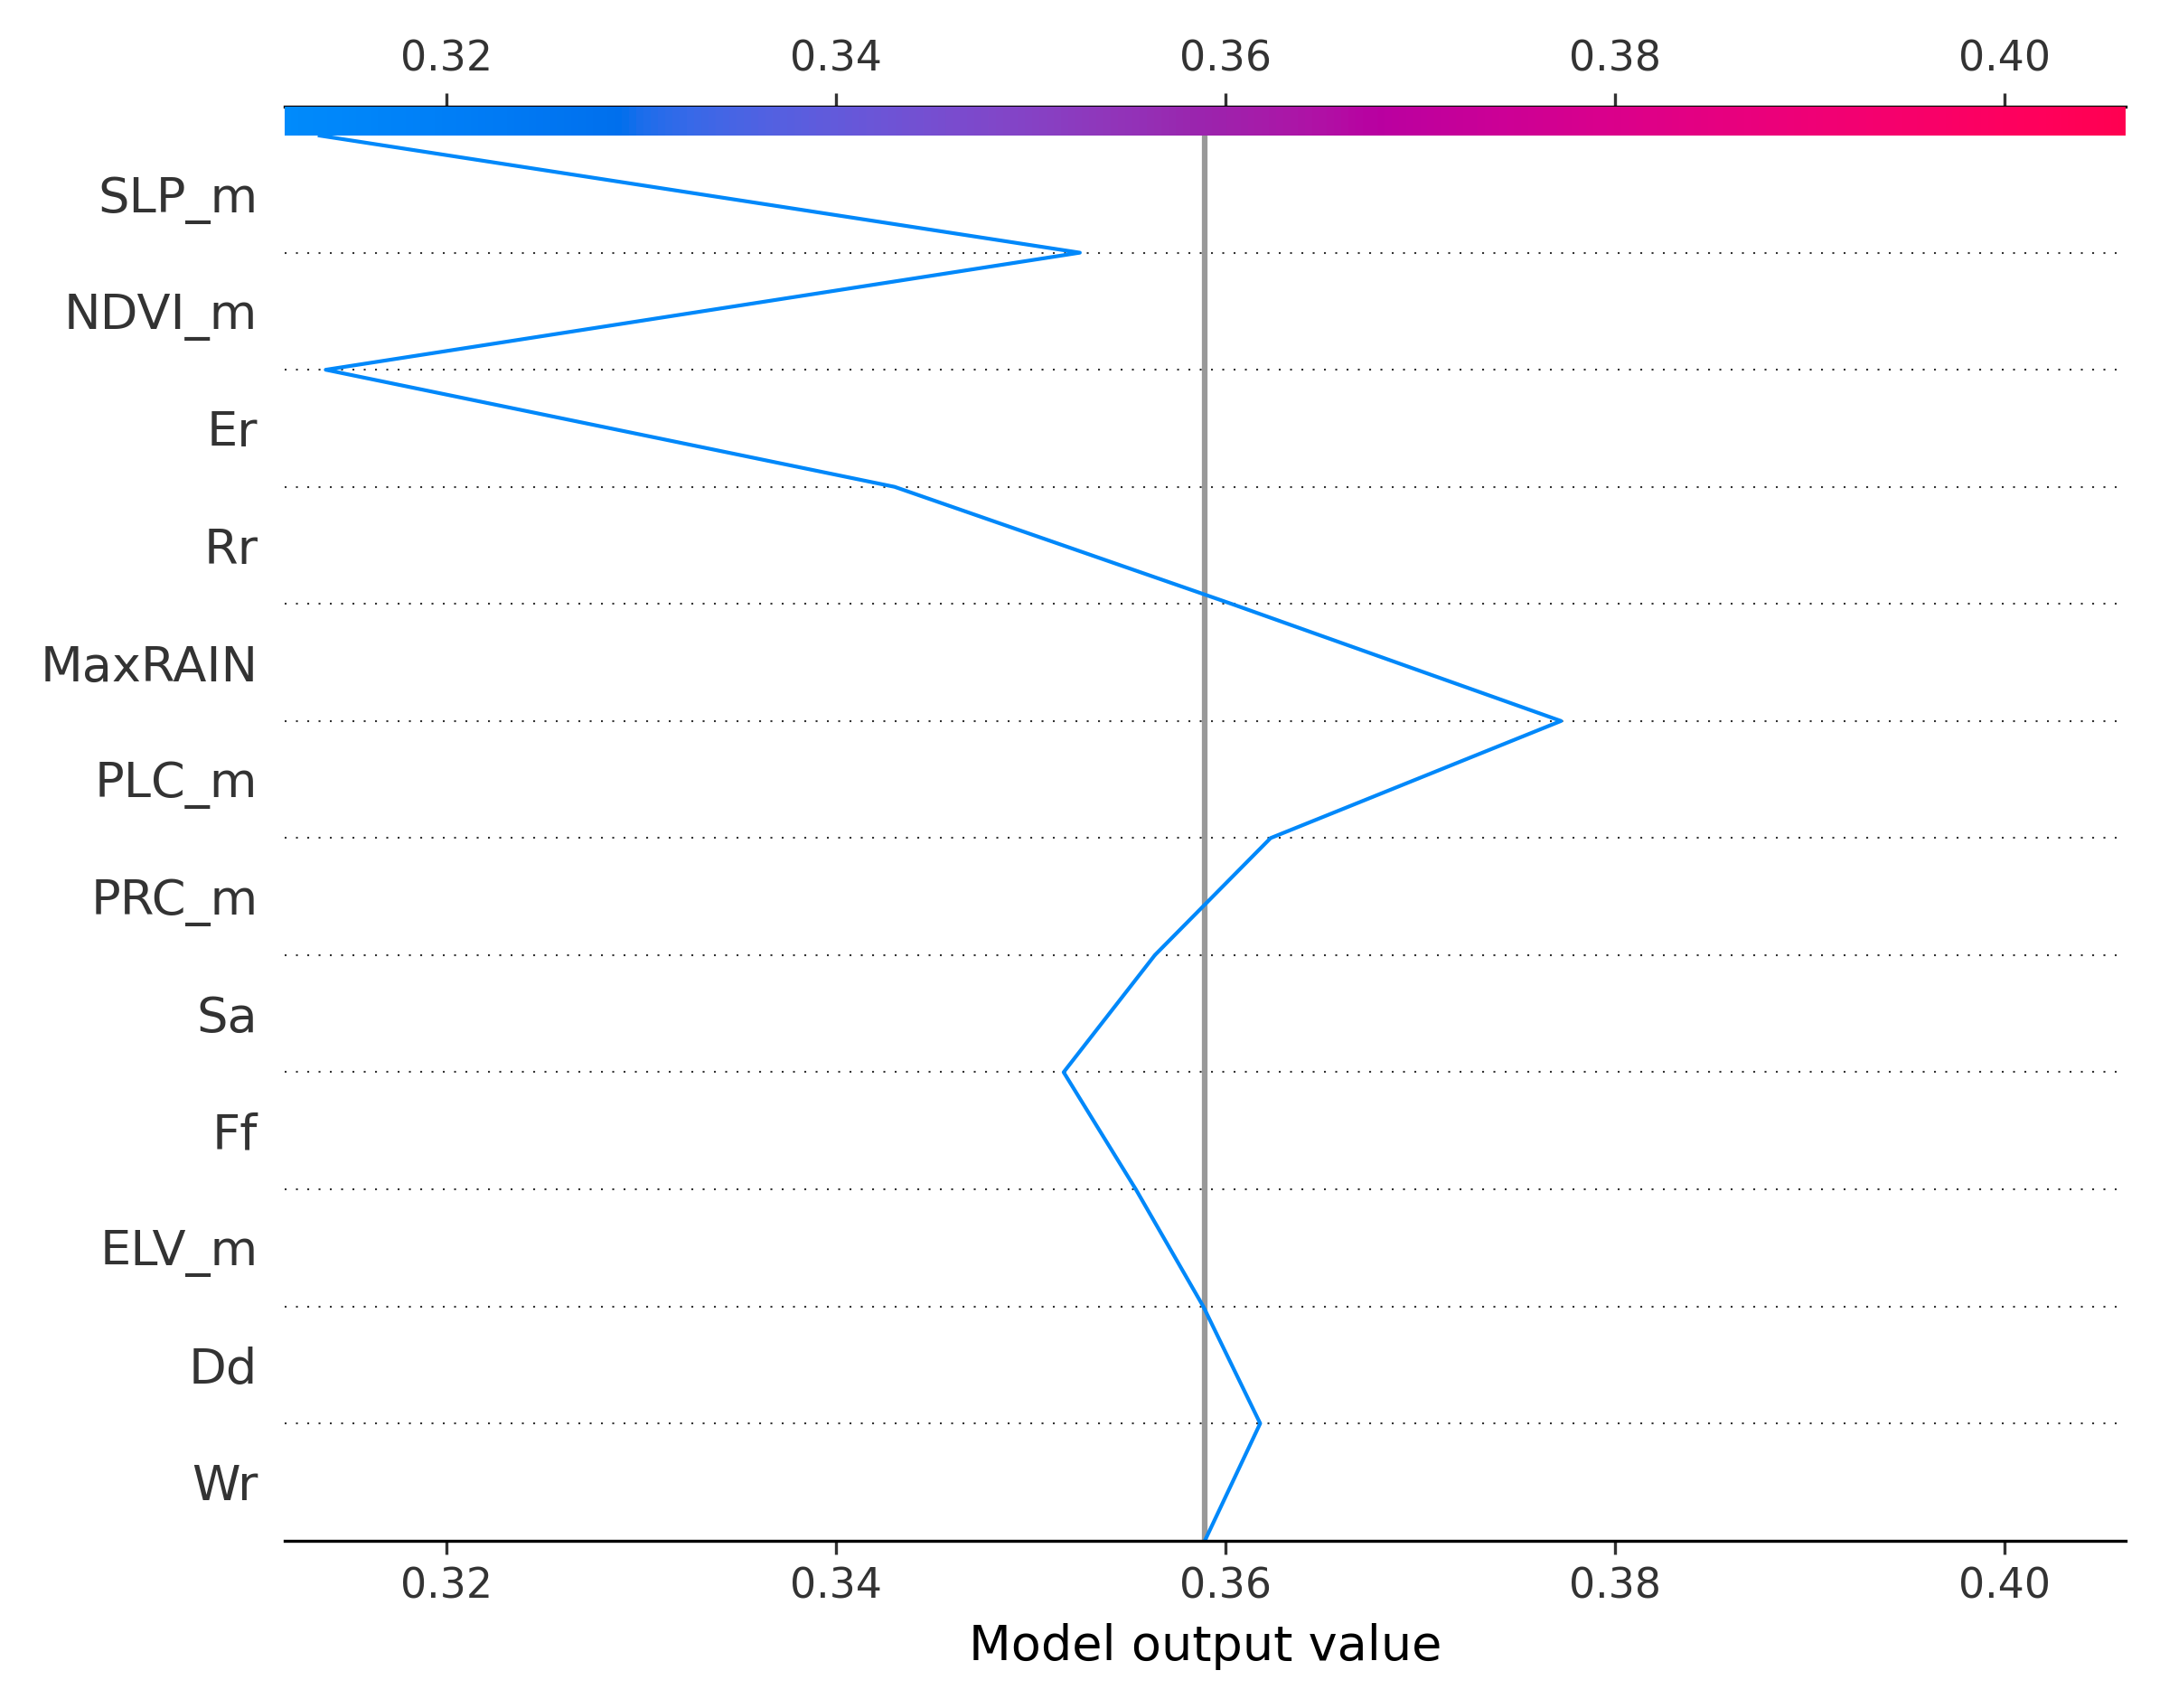 0.32 0.34 0.36 0.38 0.40
SLP_m
NDVI_m
Er
Rr
MaxRAIN
PLC_m
PRC_m
Sa
Ff
ELV_m
Dd
Wr
0.32 0.34 0.36 0.38 0.40
Model output value